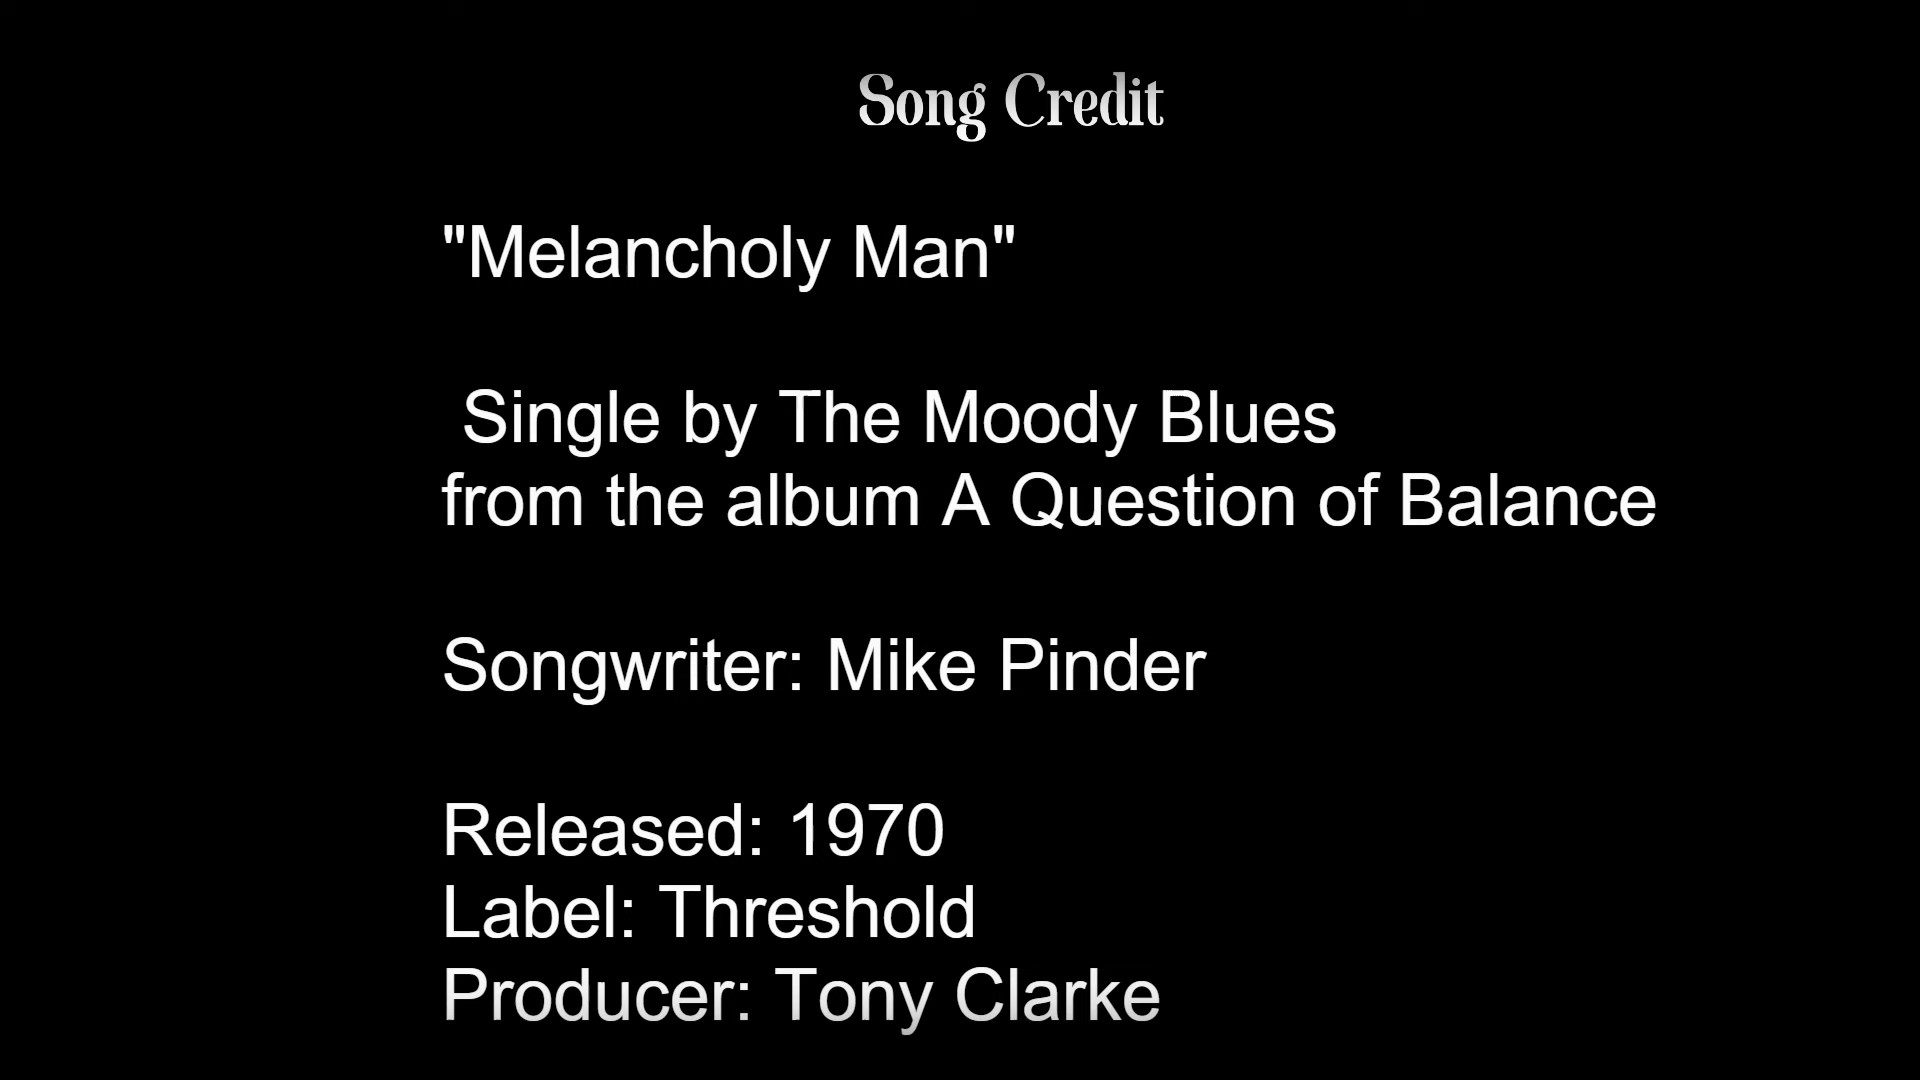 Song Credit
"Melancholy Man"
Single by The Moody Blues
from the album A Question of Balance
Songwriter: Mike Pinder
Released: 1970
Label: Threshold
Producer: Tony Clarke